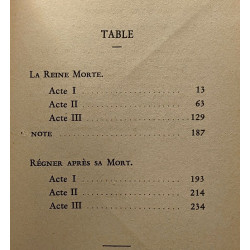 TABLE
LA REINE MORTE.
Acte I ........................ 13
Acte II ........................ 63
Acte III ........................ 129
NOTE ........................ 187
RÉGNER APRÈS SA MORT.
Acte I ........................ 193
Acte II ........................ 214
Acte III ........................ 234